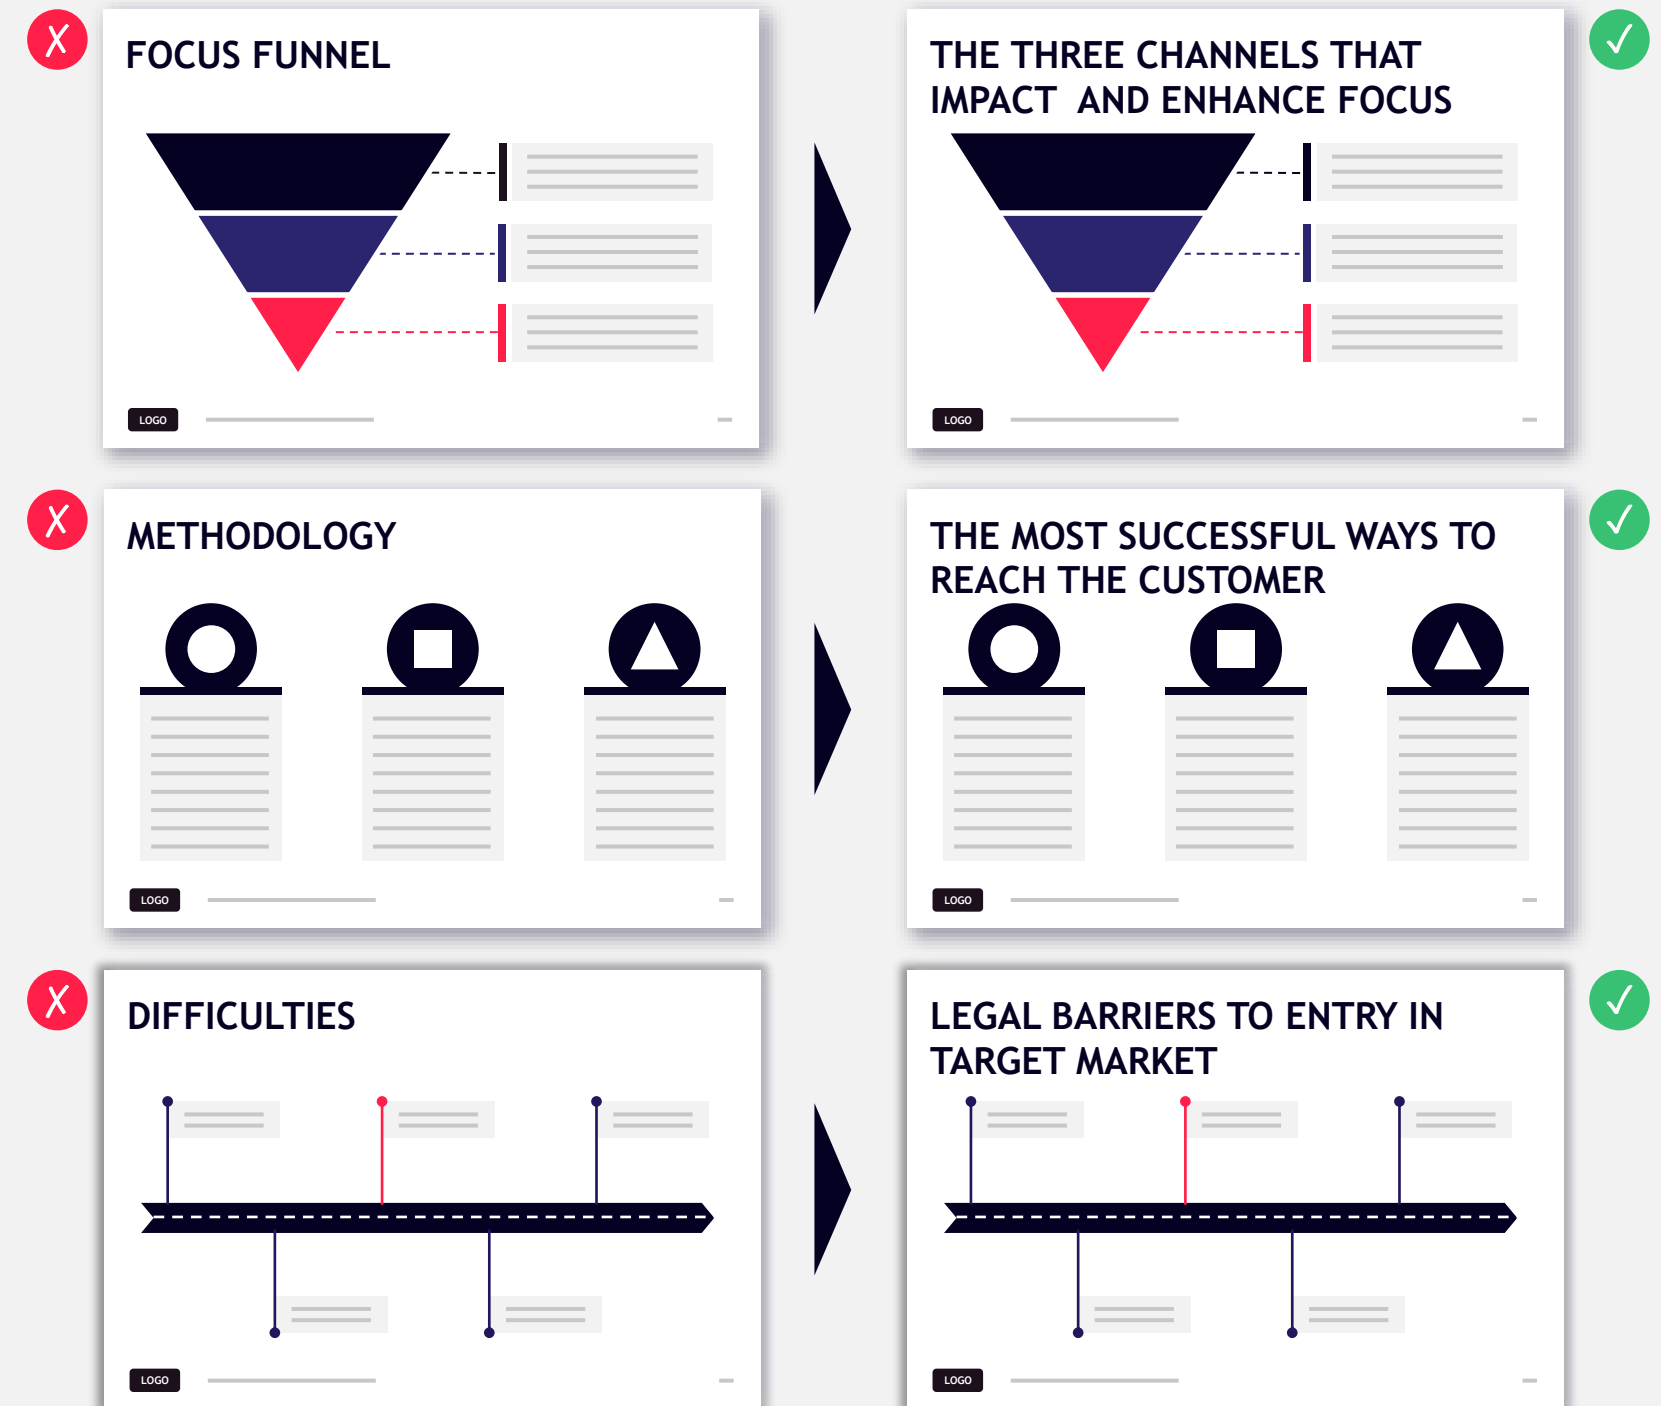 FOCUS FUNNEL
LOGO
THE THREE CHANNELS THAT
IMPACT  AND ENHANCE FOCUS
LOGO
METHODOLOGY
LOGO
THE MOST SUCCESSFUL WAYS TO
REACH THE CUSTOMER
LOGO
DIFFICULTIES
LOGO
LEGAL BARRIERS TO ENTRY IN
TARGET MARKET
LOGO